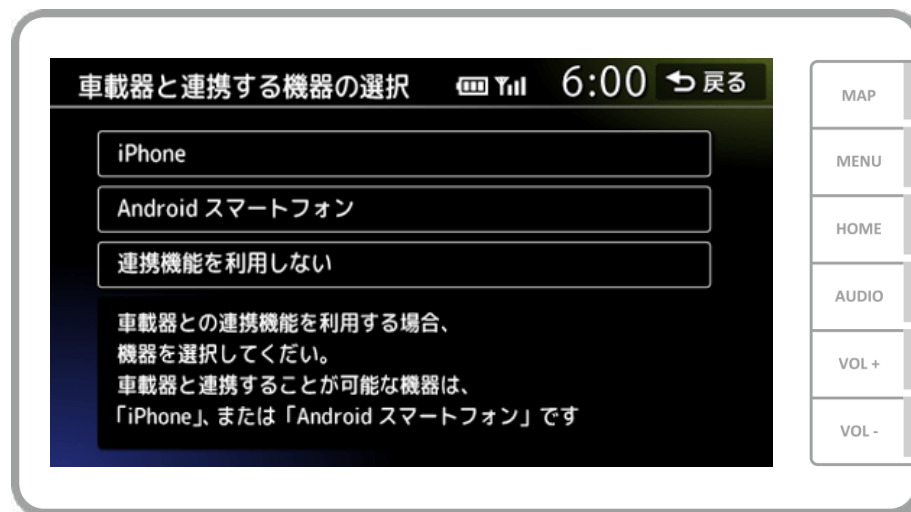 車載器と連携する機器の選択 6:00 戻る
iPhone
Android スマートフォン
連携機能を利用しない
車載器との連携機能を利用する場合、
機器を選択してくだい。
車載器と連携することが可能な機器は、
「iPhone」、または「Android スマートフォン」です
MAP
MENU
HOME
AUDIO
VOL +
VOL -